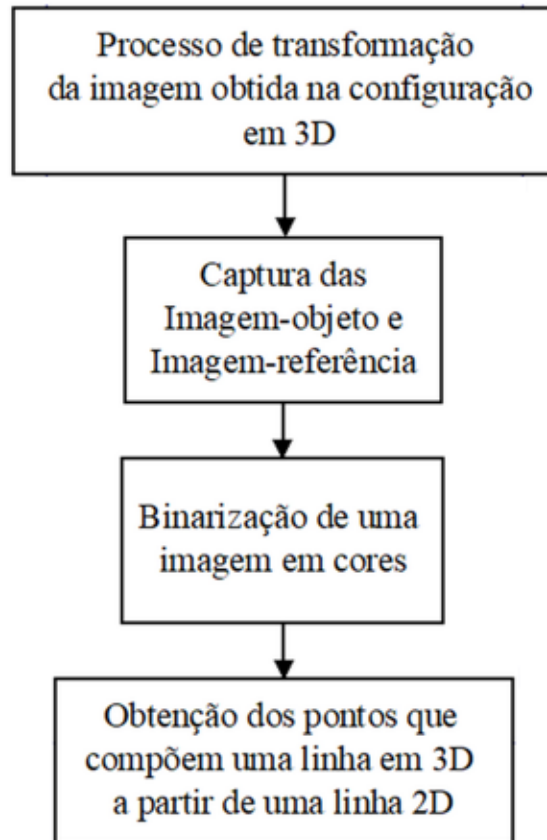 Processo de transformação
da imagem obtida na configuração
em 3D
Captura das
Imagem-objeto e
Imagem-referência
Binarização de uma
imagem em cores
Obtenção dos pontos que
compõem uma linha em 3D
a partir de uma linha 2D